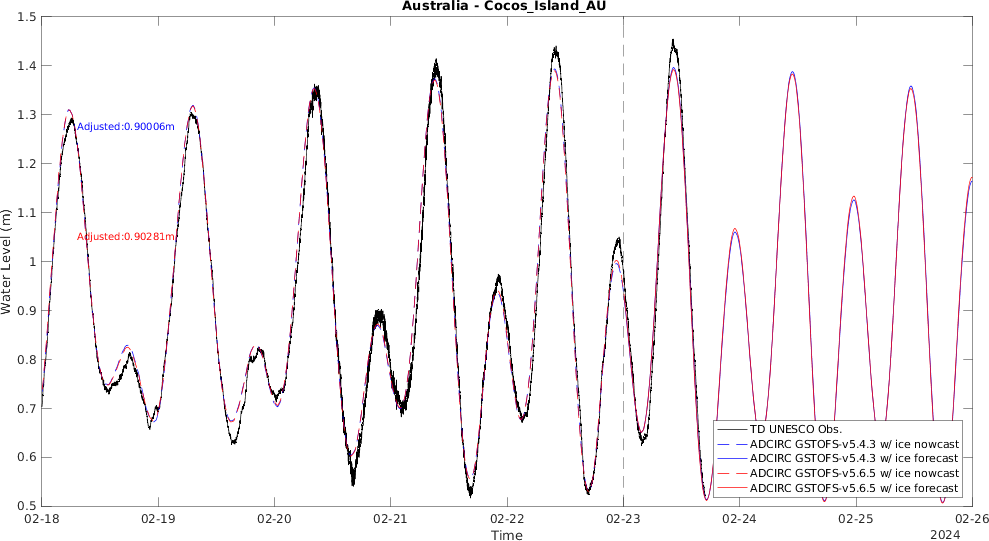 Australia - Cocos_Island_AU
Water Level (m)
1.5
1.4
1.3
1.2
1.1
1
0.9
0.8
0.7
0.6
0.5
Adjusted:0.90006m
Adjusted:0.90281m
TD UNESCO Obs.
ADCIRC GSTOFS-v5.4.3 w/ ice nowcast
ADCIRC GSTOFS-v5.4.3 w/ ice forecast
ADCIRC GSTOFS-v5.6.5 w/ ice nowcast
ADCIRC GSTOFS-v5.6.5 w/ ice forecast
02-18 02-19 02-20 02-21 02-22 02-23 02-24 02-25 02-26
Time
2024